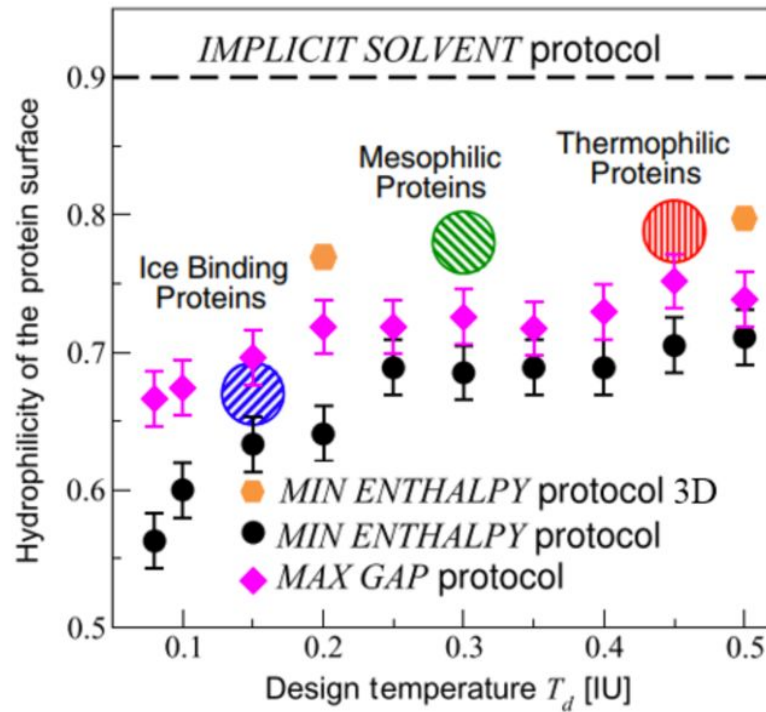 IMPLICIT SOLVENT protocol
0.9
Mesophilic
Proteins
Thermophilic
Proteins
0.8
Ice Binding
Proteins
0.7
0.6
MIN ENTHALPY protocol 3D
MIN ENTHALPY protocol
MAX GAP protocol
0.5
0.1 0.2 0.3 0.4 0.5
Design temperature T_d [IU]
Hydrophilicity of the protein surface